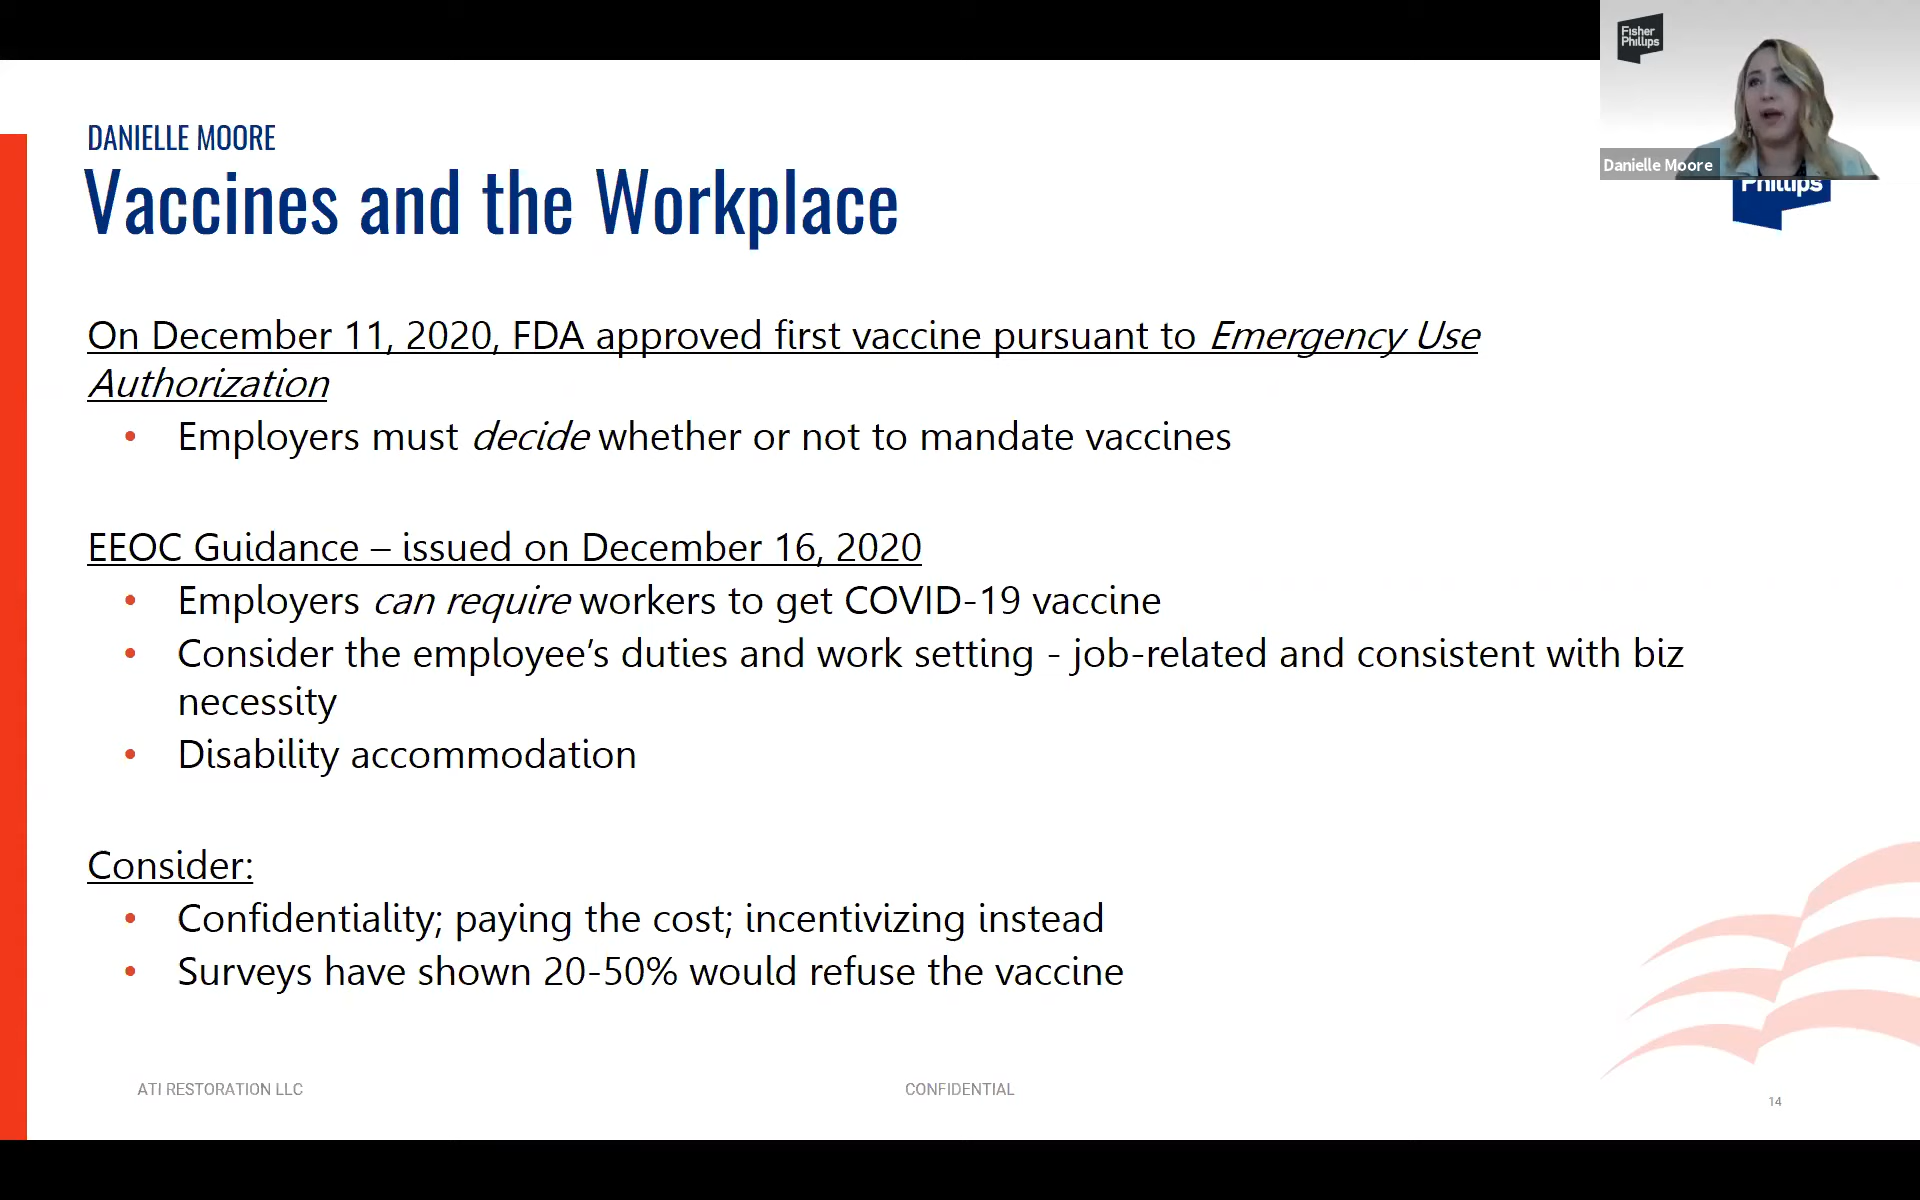 Fisher
Phillips
Danielle Moore
Phillips
DANIELLE MOORE
Vaccines and the Workplace
On December 11, 2020, FDA approved first vaccine pursuant to Emergency Use
Authorization
• Employers must decide whether or not to mandate vaccines
EEOC Guidance – issued on December 16, 2020
• Employers can require workers to get COVID-19 vaccine
• Consider the employee’s duties and work setting - job-related and consistent with biz
necessity
• Disability accommodation
Consider:
• Confidentiality; paying the cost; incentivizing instead
• Surveys have shown 20-50% would refuse the vaccine
ATI RESTORATION LLC
CONFIDENTIAL
14